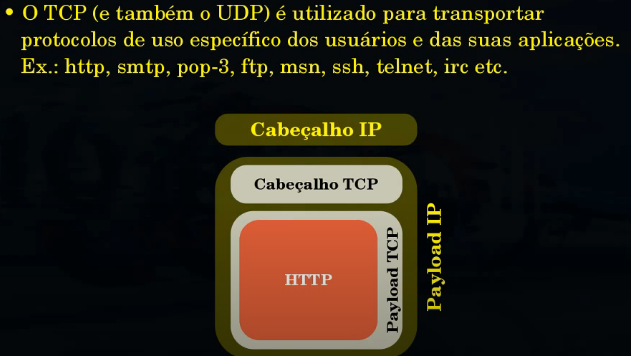 • O TCP (e também o UDP) é utilizado para transportar
protocolos de uso específico dos usuários e das suas aplicações.
Ex.: http, smtp, pop-3, ftp, msn, ssh, telnet, irc etc.
Cabeçalho IP
Cabeçalho TCP
HTTP
Payload TCP
Payload IP